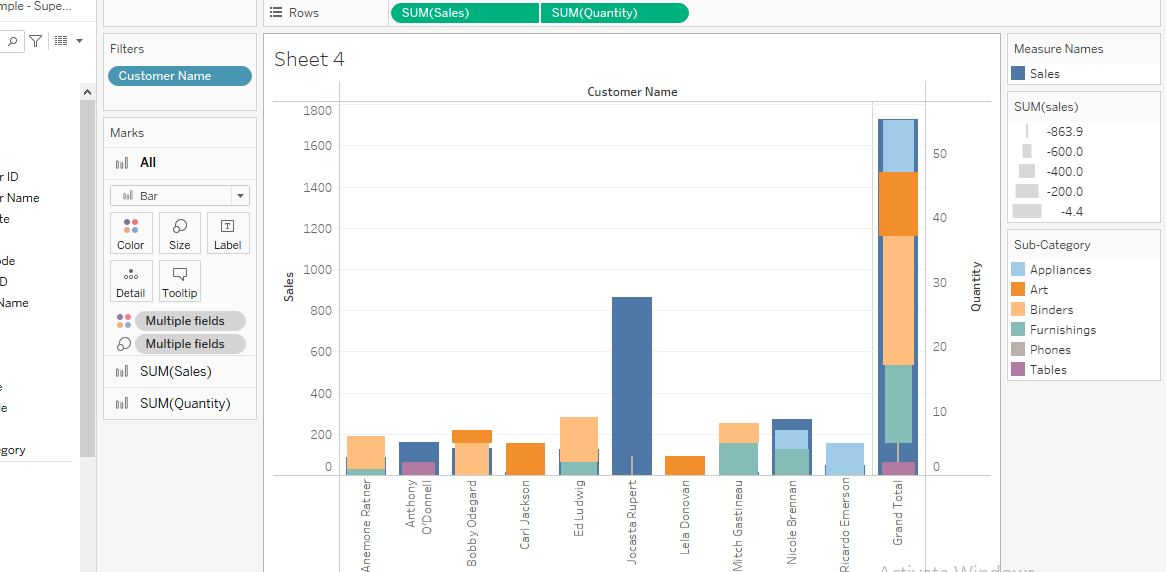 mple - Supe...
Rows
SUM(Sales)
SUM(Quantity)
Filters
Customer Name
Marks
All
Bar
Color
Size
Label
Detail
Tooltip
Multiple fields
Multiple fields
SUM(Sales)
SUM(Quantity)
r ID
r Name
te
ode
D
Name
e
le
egory
Sheet 4
Customer Name
1800
1600
1400
1200
1000
800
600
400
200
0
Sales
50
40
30
20
10
0
Quantity
Anemone Ratner
Anthony
O'Donnell
Bobby Odegard
Carl Jackson
Ed Ludwig
Jocasta Rupert
Lela Donovan
Mitch Gastineau
Nicole Brennan
Ricardo Emerson
Grand Total
Measure Names
Sales
SUM(sales)
-863.9
-600.0
-400.0
-200.0
-4.4
Sub-Category
Appliances
Art
Binders
Furnishings
Phones
Tables
Activate Windows